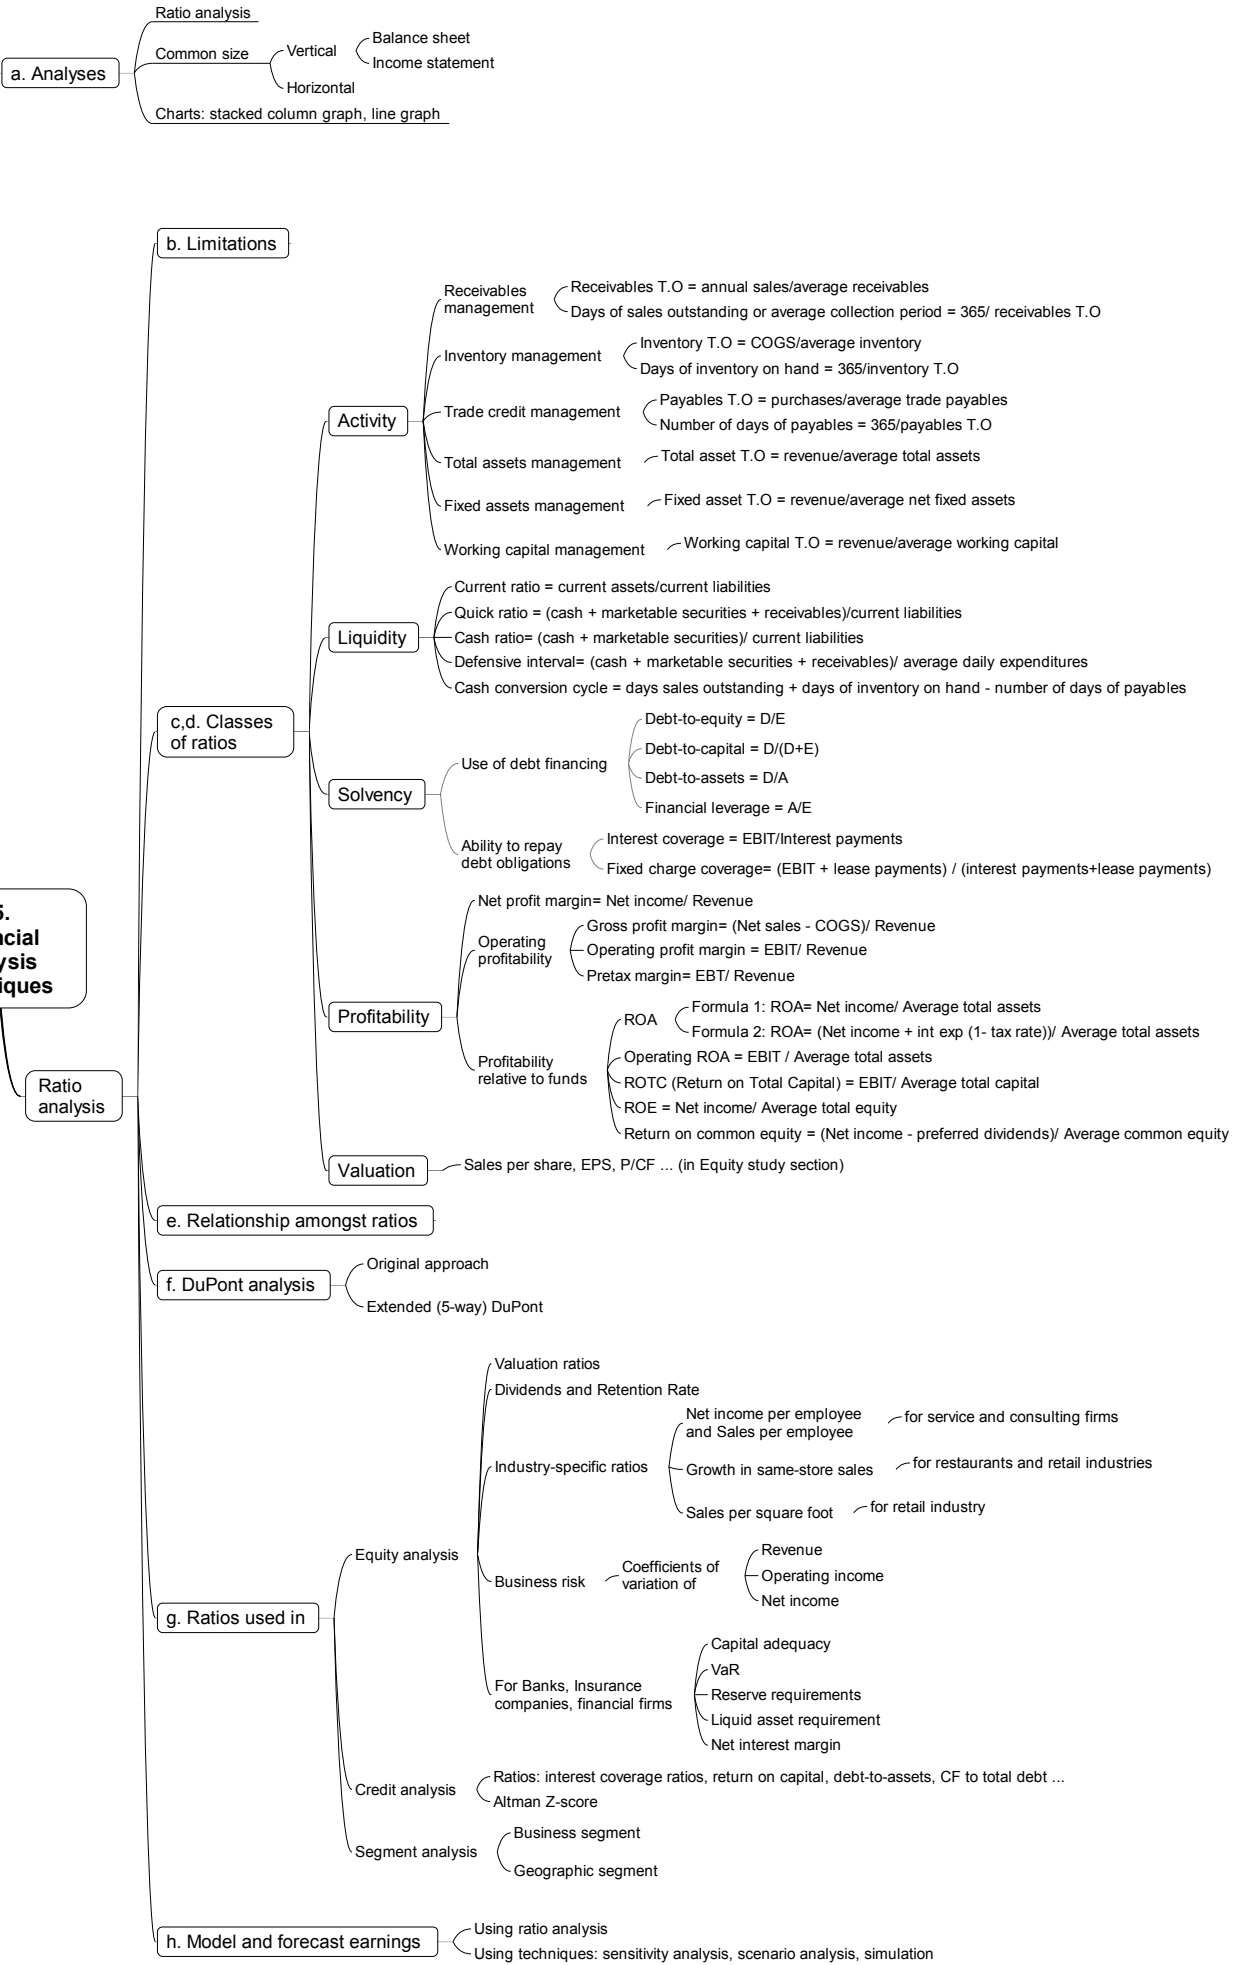 Ratio analysis
a. Analyses
Common size
Vertical
Balance sheet
Income statement
Horizontal
Charts: stacked column graph, line graph
b. Limitations
Receivables
management
Receivables T.O = annual sales/average receivables
Days of sales outstanding or average collection period = 365/ receivables T.O
Inventory management
Inventory T.O = COGS/average inventory
Days of inventory on hand = 365/inventory T.O
Activity
Trade credit management
Payables T.O = purchases/average trade payables
Number of days of payables = 365/payables T.O
Total assets management
Total asset T.O = revenue/average total assets
Fixed assets management
Fixed asset T.O = revenue/average net fixed assets
Working capital management
Working capital T.O = revenue/average working capital
Liquidity
Current ratio = current assets/current liabilities
Quick ratio = (cash + marketable securities + receivables)/current liabilities
Cash ratio= (cash + marketable securities)/ current liabilities
Defensive interval= (cash + marketable securities + receivables)/ average daily expenditures
Cash conversion cycle = days sales outstanding + days of inventory on hand - number of days of payables
c,d. Classes
of ratios
Solvency
Use of debt financing
Debt-to-equity = D/E
Debt-to-capital = D/(D+E)
Debt-to-assets = D/A
Financial leverage = A/E
Ability to repay
debt obligations
Interest coverage = EBIT/Interest payments
Fixed charge coverage= (EBIT + lease payments) / (interest payments+lease payments)
5.
ncial
ysis
iques
Ratio
analysis
Profitability
Net profit margin= Net income/ Revenue
Operating
profitability
Gross profit margin= (Net sales - COGS)/ Revenue
Operating profit margin = EBIT/ Revenue
Pretax margin= EBT/ Revenue
Profitability
relative to funds
ROA
Formula 1: ROA= Net income/ Average total assets
Formula 2: ROA= (Net income + int exp (1- tax rate))/ Average total assets
Operating ROA = EBIT / Average total assets
ROTC (Return on Total Capital) = EBIT/ Average total capital
ROE = Net income/ Average total equity
Return on common equity = (Net income - preferred dividends)/ Average common equity
Valuation
Sales per share, EPS, P/CF ... (in Equity study section)
e. Relationship amongst ratios
f. DuPont analysis
Original approach
Extended (5-way) DuPont
g. Ratios used in
Equity analysis
Valuation ratios
Dividends and Retention Rate
Industry-specific ratios
Net income per employee
and Sales per employee
for service and consulting firms
Growth in same-store sales
for restaurants and retail industries
Sales per square foot
for retail industry
Business risk
Coefficients of
variation of
Revenue
Operating income
Net income
For Banks, Insurance
companies, financial firms
Capital adequacy
VaR
Reserve requirements
Liquid asset requirement
Net interest margin
Credit analysis
Ratios: interest coverage ratios, return on capital, debt-to-assets, CF to total debt ...
Altman Z-score
Segment analysis
Business segment
Geographic segment
h. Model and forecast earnings
Using ratio analysis
Using techniques: sensitivity analysis, scenario analysis, simulation